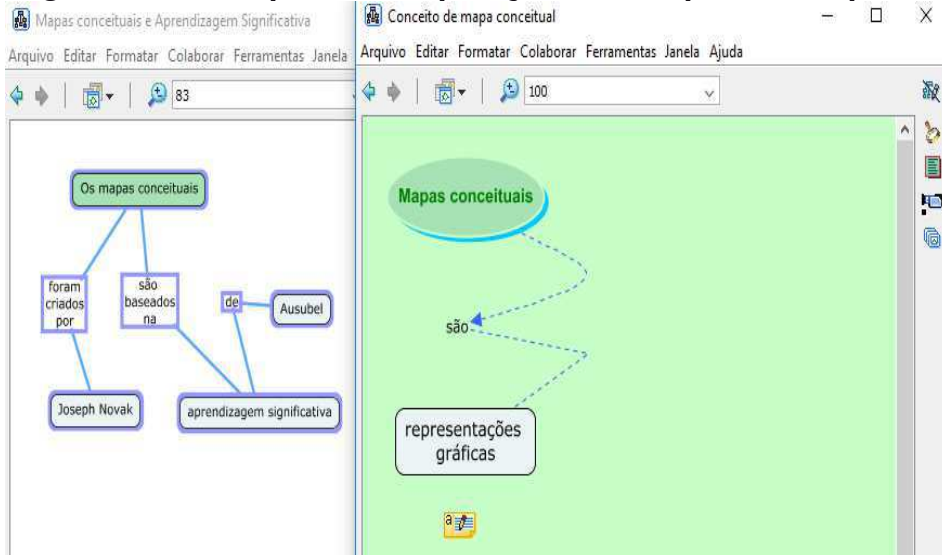 Mapas conceituais e Aprendizagem Significativa
Arquivo Editar Formatar Colaborar Ferramentas Janela
83
Os mapas conceituais
foram
criados
por
são
baseados
na
de
Ausubel
Joseph Novak
aprendizagem significativa
Conceito de mapa conceitual
Arquivo Editar Formatar Colaborar Ferramentas Janela Ajuda
100
Mapas conceituais
são
representações
gráficas
a